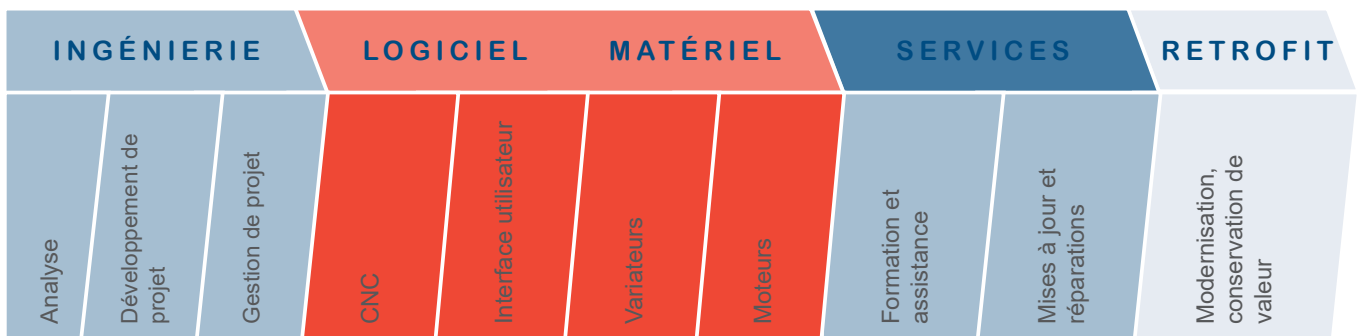 INGÉNIERIE
LOGICIEL
MATÉRIEL
SERVICES
RETROFIT
Analyse
Développement de
projet
Gestion de projet
CNC
Interface utilisateur
Variateurs
Moteurs
Formation et
assistance
Mises à jour et
réparations
Modernisation,
conservation de
valeur